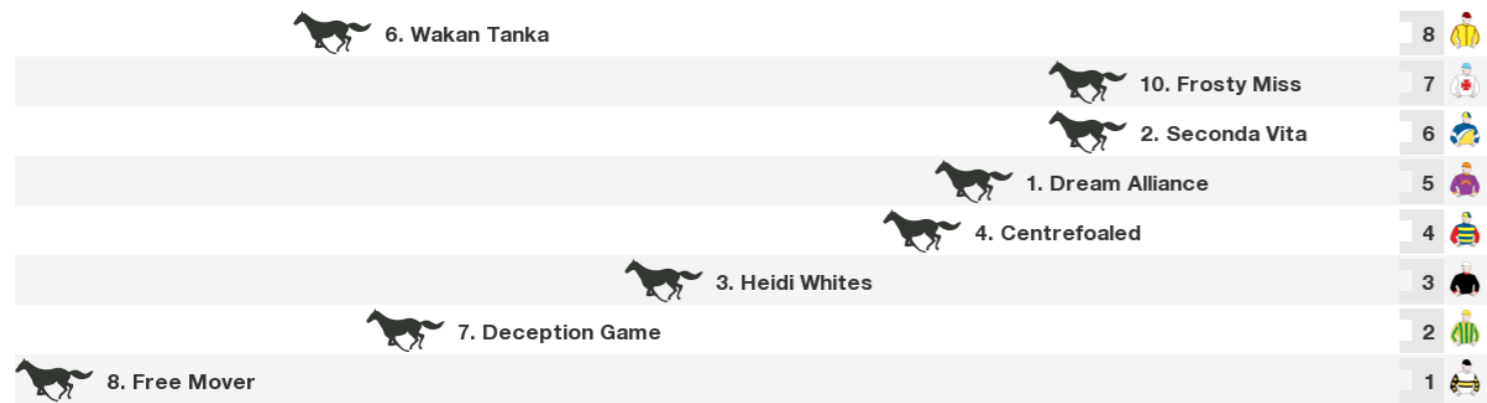 6. Wakan Tanka 8
10. Frosty Miss 7
2. Seconda Vita 6
1. Dream Alliance 5
4. Centrefoaled 4
3. Heidi Whites 3
7. Deception Game 2
8. Free Mover 1